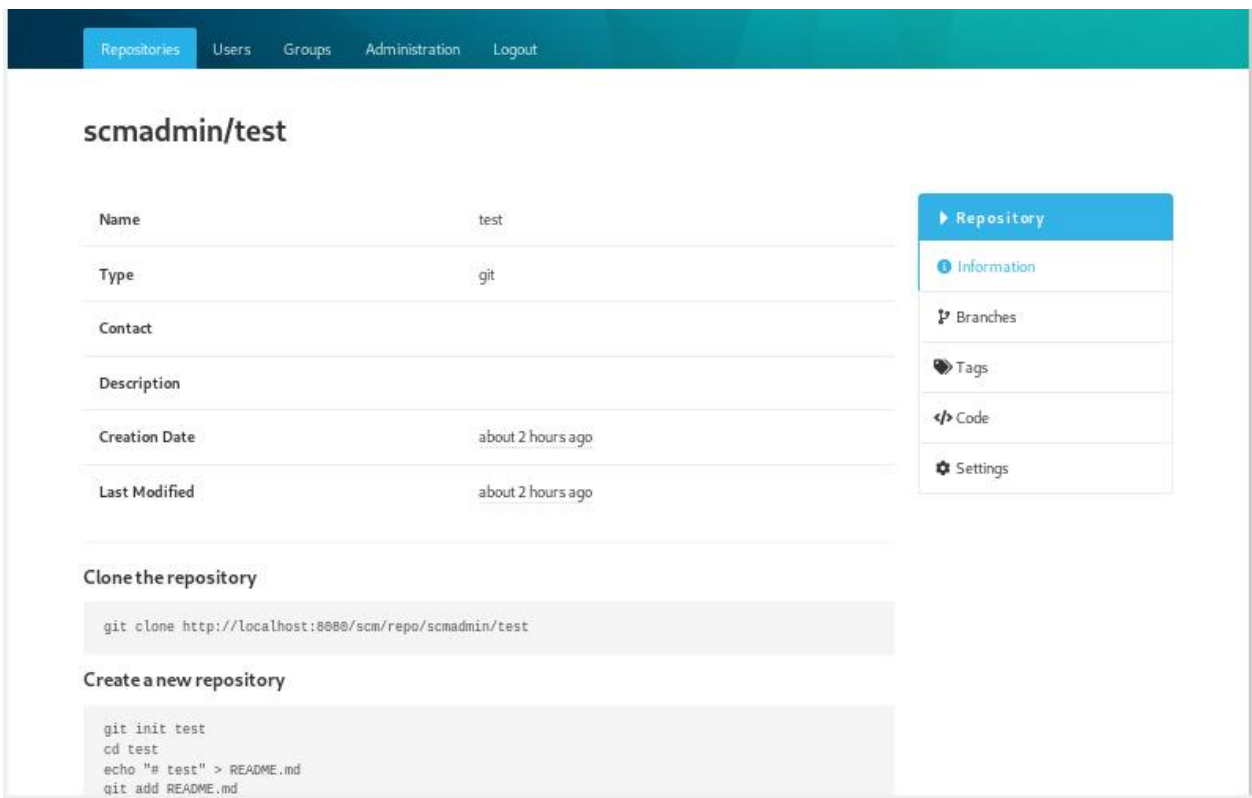 Repositories Users Groups Administration Logout
scmadmin/test
Name test
Type git
Contact
Description
Creation Date about 2 hours ago
Last Modified about 2 hours ago
Repository
Information
Branches
Tags
Code
Settings
Clone the repository
git clone http://localhost:8080/scm/repo/scmadmin/test
Create a new repository
git init test
cd test
echo "# test" > README.md
git add README.md